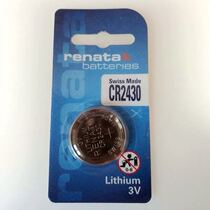 renata
batteries
Swiss Made
CR2430
Lithium
3V